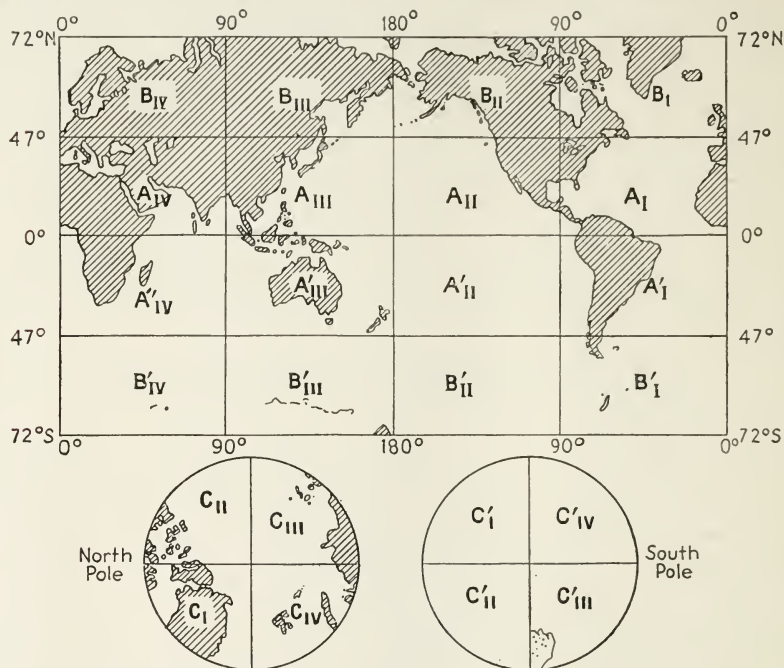 0° 90° 180° 90° 0°
72°N 72°N
B_IV B_III B_II B_I
47° 47°
A_IV A_III A_II A_I
0° 0°
A''_IV A'_III A'_II A'_I
47° 47°
B'_IV B'_III B'_II B'_I
72°S 72°S
0° 90° 180° 90° 0°
C_II C_III C'_I C'_IV
North Pole
South Pole
C_I C_IV C'_II C'_III